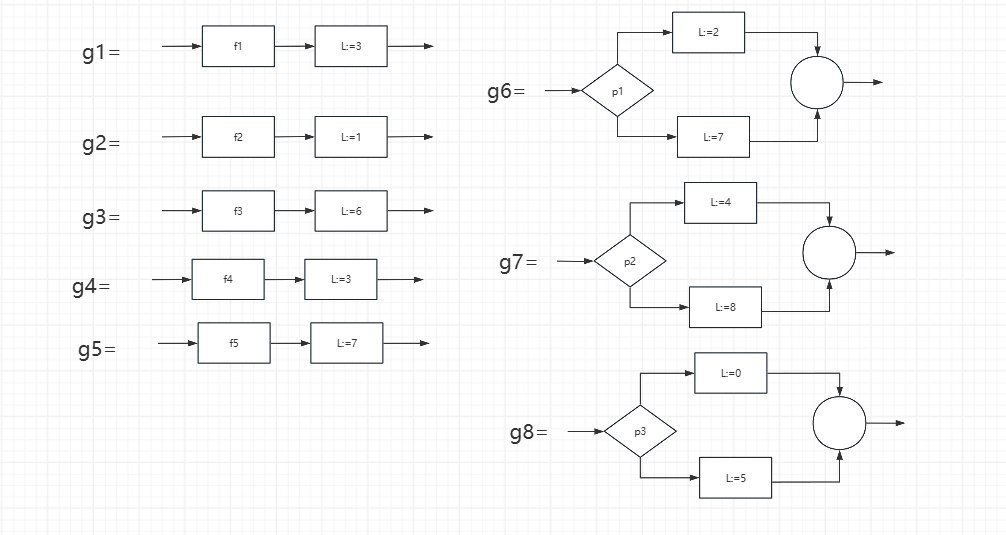 g1=
f1
L:=3
g2=
f2
L:=1
g3=
f3
L:=6
g4=
f4
L:=3
g5=
f5
L:=7
g6=
p1
L:=2
L:=7
g7=
p2
L:=4
L:=8
g8=
p3
L:=0
L:=5